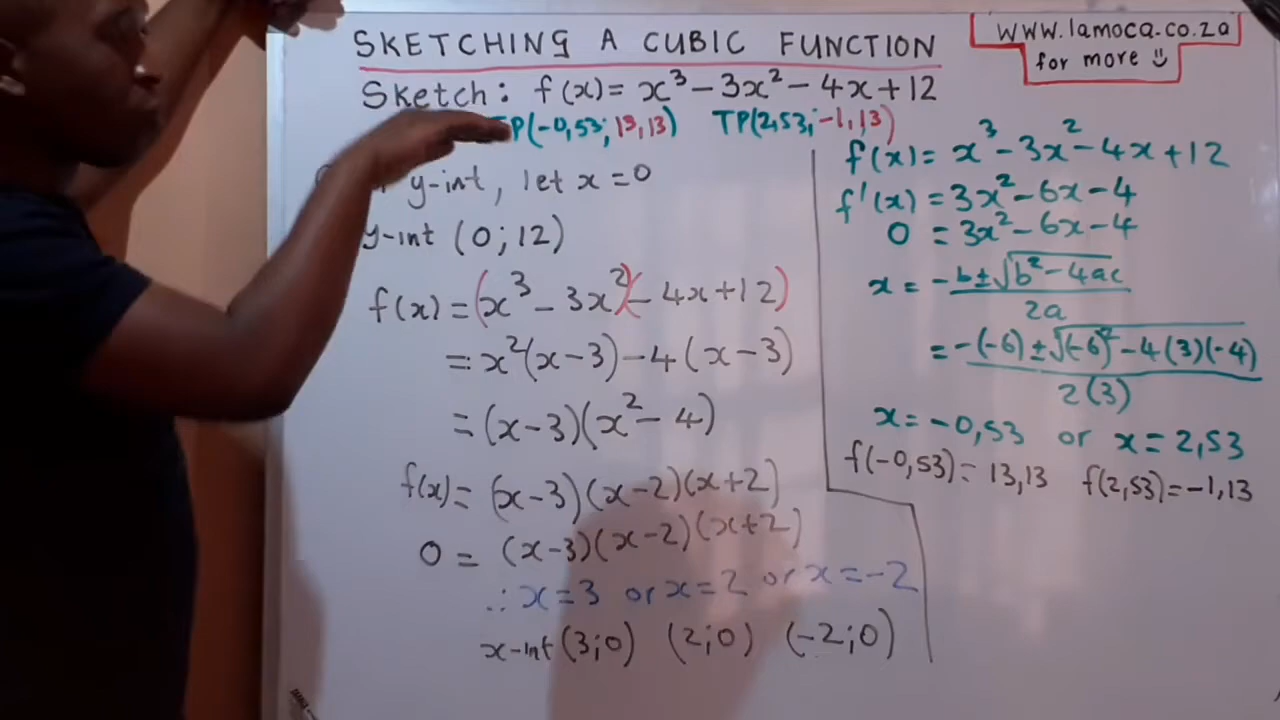 SKETCHING A CUBIC FUNCTION
www.lamoca.co.za
for more
Sketch: f(x) = x³ - 3x² - 4x + 12
TP(-0,53; 13,13) TP(2,53; -1,13)
y-int, let x = 0
y-int (0; 12)
f(x) = (x³ - 3x²)(- 4x + 12)
= x²(x - 3) - 4(x - 3)
= (x - 3)(x² - 4)
f(x) = (x - 3)(x - 2)(x + 2)
0 = (x - 3)(x - 2)(x + 2)
∴ x = 3 or x = 2 or x = -2
x-int (3; 0) (2; 0) (-2; 0)
f(x) = x³ - 3x² - 4x + 12
f'(x) = 3x² - 6x - 4
0 = 3x² - 6x - 4
x = -b ± √b² - 4ac
2a
= -(-6) ± √(-6)² - 4(3)(-4)
2(3)
x = -0,53 or x = 2,53
f(-0,53) = 13,13 f(2,53) = -1,13